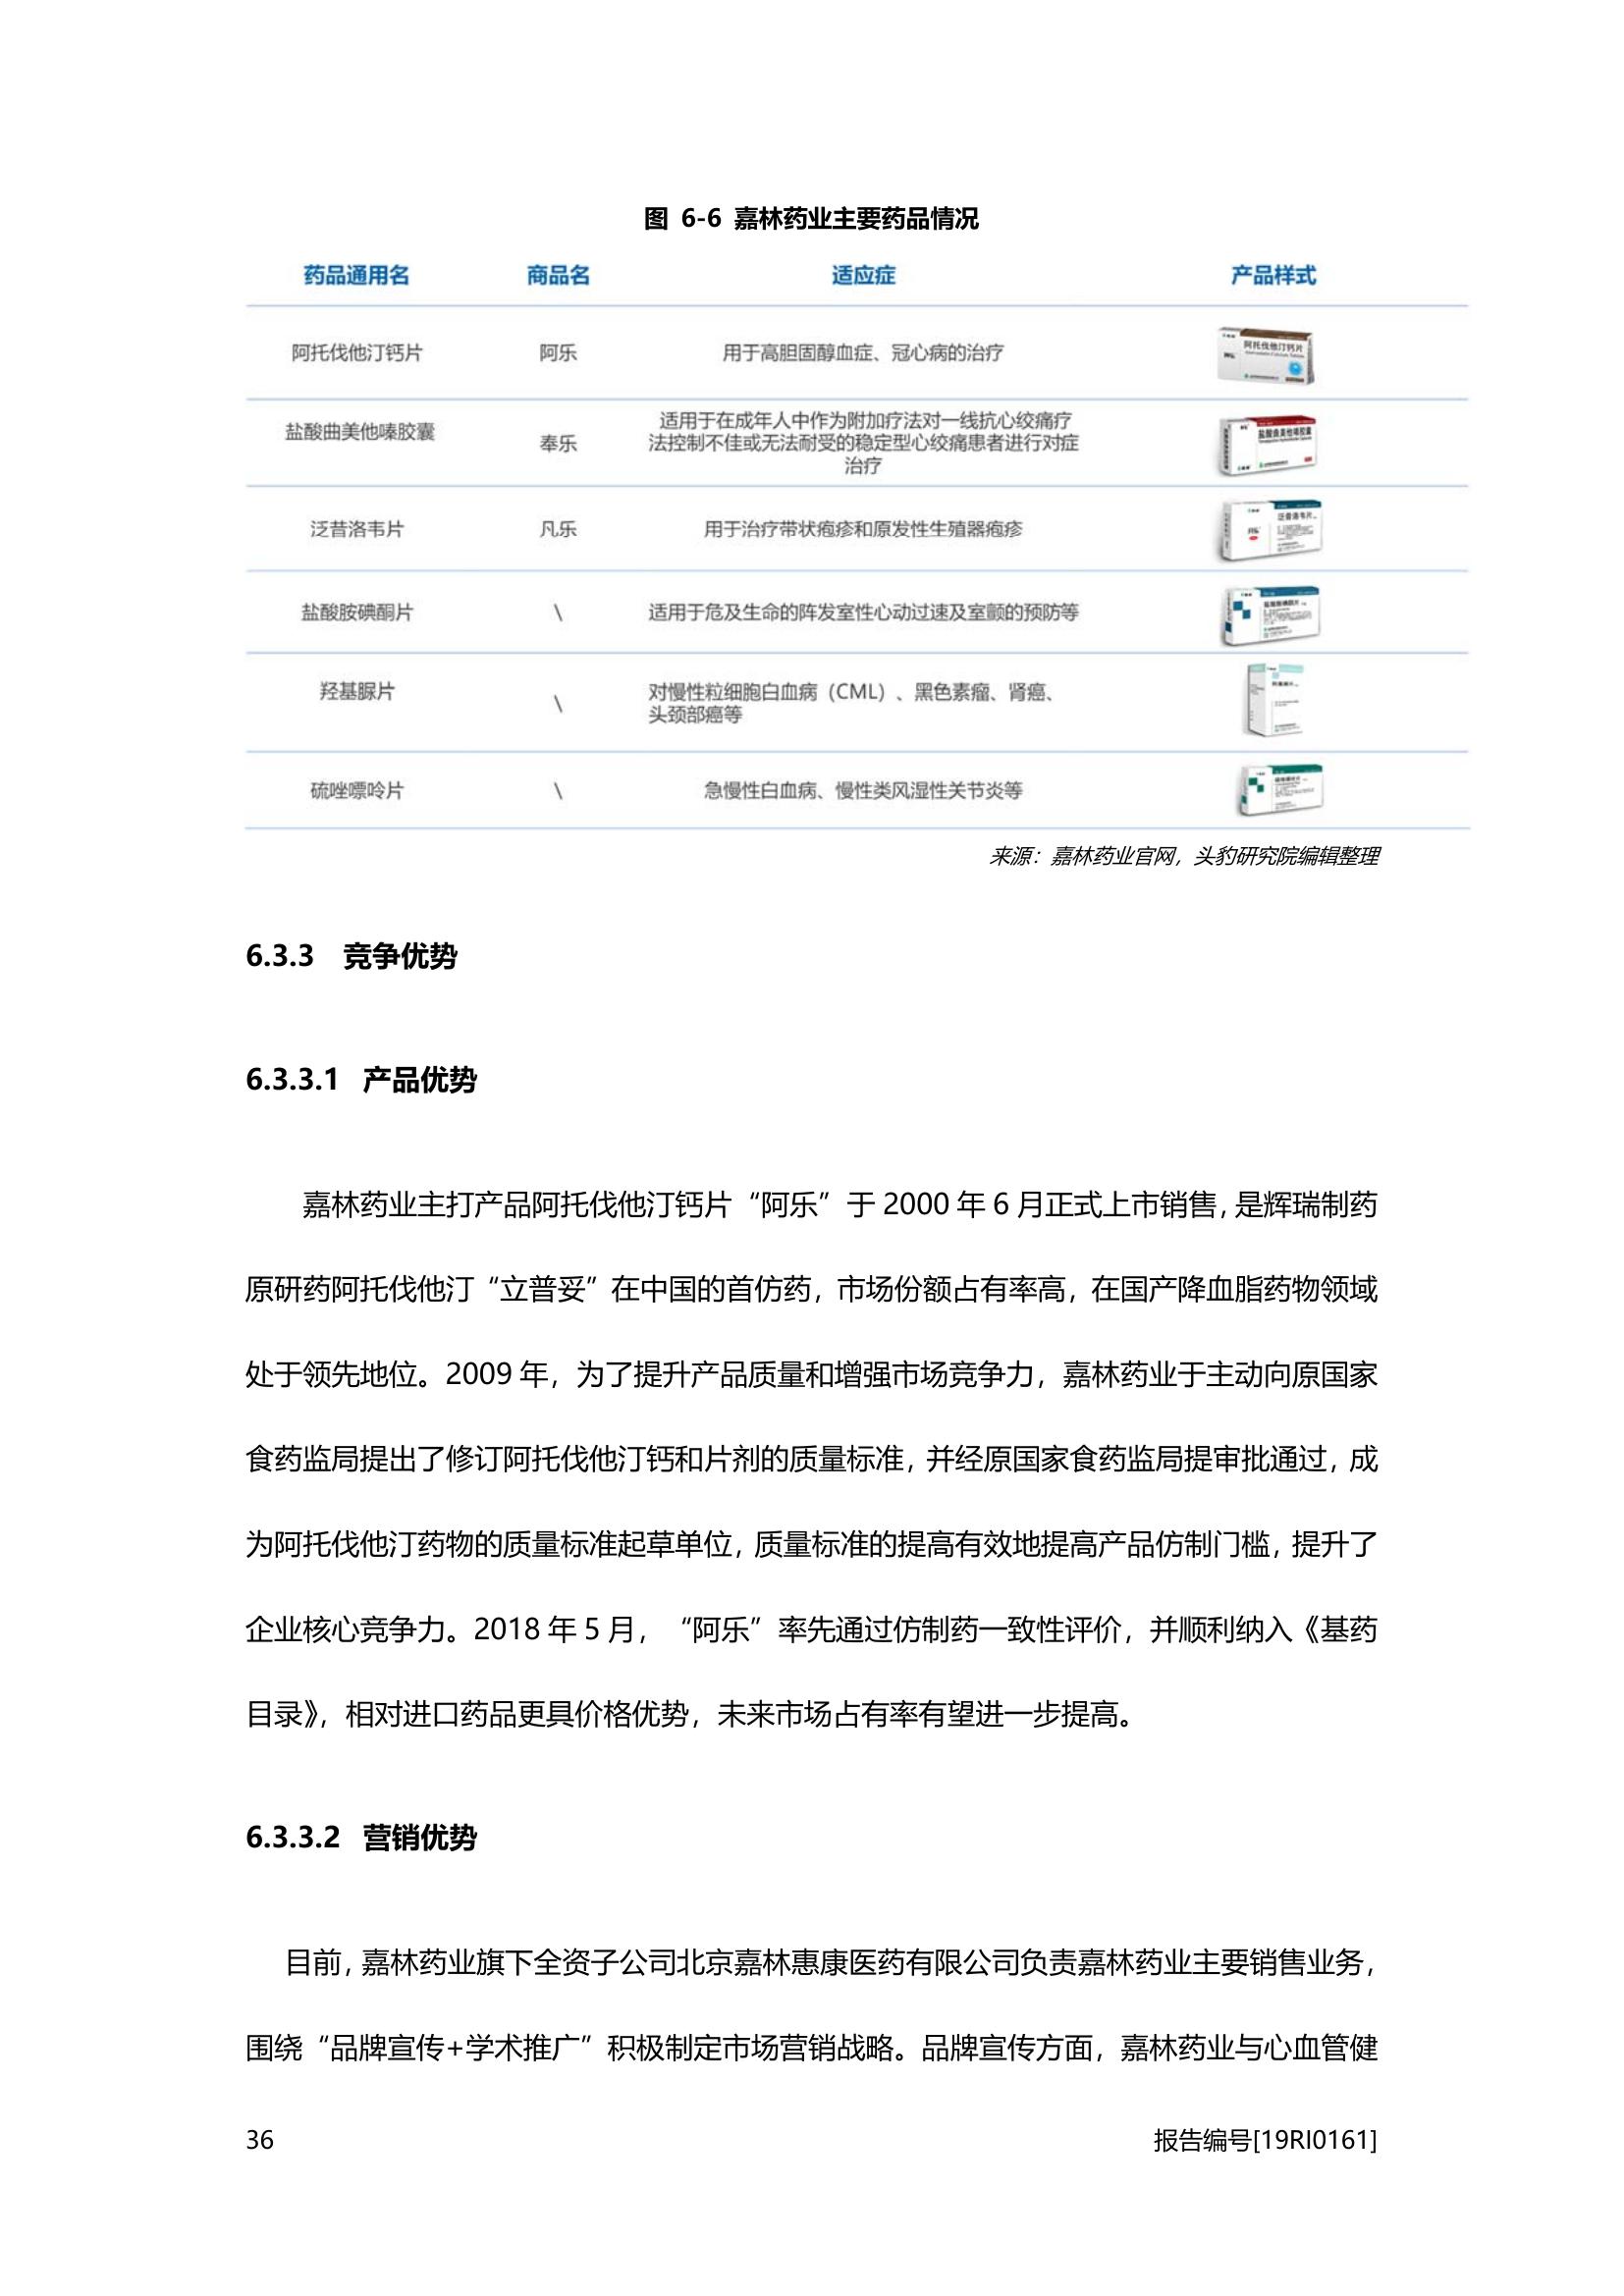 图 6-6 嘉林药业主要药品情况
药品通用名 商品名 适应症 产品样式
阿托伐他汀钙片 阿乐 用于高胆固醇血症、冠心病的治疗
阿托伐他汀钙片
盐酸曲美他嗪胶囊 奉乐 适用于在成年人中作为附加疗法对一线抗心绞痛疗
法控制不佳或无法耐受的稳定型心绞痛患者进行对症
治疗
盐酸曲美他嗪胶囊
泛昔洛韦片 凡乐 用于治疗带状疱疹和原发性生殖器疱疹
泛昔洛韦片
盐酸胺碘酮片 \ 适用于危及生命的阵发室性心动过速及室颤的预防等
羟基脲片 \ 对慢性粒细胞白血病（CML）、黑色素瘤、肾癌、
头颈部癌等
硫唑嘌呤片 \ 急慢性白血病、慢性类风湿性关节炎等
来源：嘉林药业官网，头豹研究院编辑整理
6.3.3 竞争优势
6.3.3.1 产品优势
嘉林药业主打产品阿托伐他汀钙片“阿乐”于 2000 年 6 月正式上市销售，是辉瑞制药
原研药阿托伐他汀“立普妥”在中国的首仿药，市场份额占有率高，在国产降血脂药物领域
处于领先地位。2009 年，为了提升产品质量和增强市场竞争力，嘉林药业于主动向原国家
食药监局提出了修订阿托伐他汀钙和片剂的质量标准，并经原国家食药监局提审批通过，成
为阿托伐他汀药物的质量标准起草单位，质量标准的提高有效地提高产品仿制门槛，提升了
企业核心竞争力。2018 年 5 月，“阿乐”率先通过仿制药一致性评价，并顺利纳入《基药
目录》，相对进口药品更具价格优势，未来市场占有率有望进一步提高。
6.3.3.2 营销优势
目前，嘉林药业旗下全资子公司北京嘉林惠康医药有限公司负责嘉林药业主要销售业务，
围绕“品牌宣传+学术推广”积极制定市场营销战略。品牌宣传方面，嘉林药业与心血管健
36 报告编号[19RI0161]